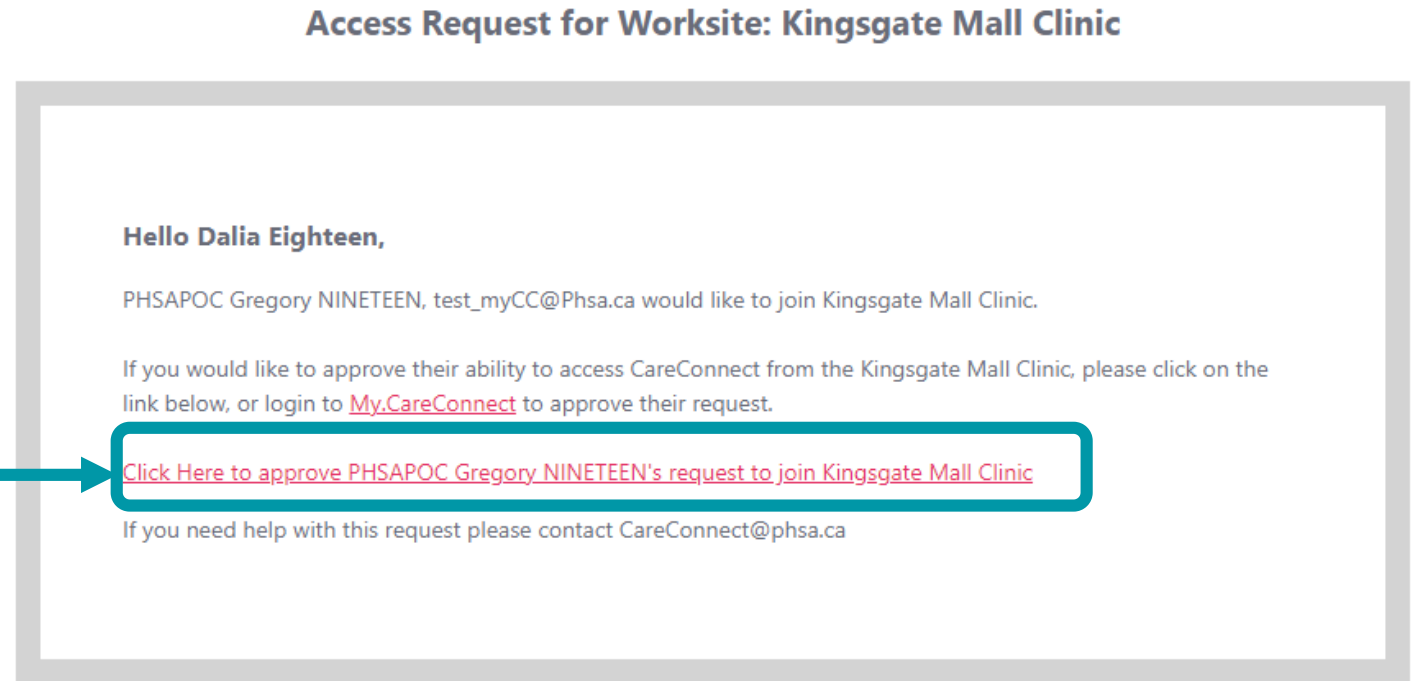 Access Request for Worksite: Kingsgate Mall Clinic
Hello Dalia Eighteen,
PHSAPOC Gregory NINETEEN, test_myCC@Phsa.ca would like to join Kingsgate Mall Clinic.
If you would like to approve their ability to access CareConnect from the Kingsgate Mall Clinic, please click on the
link below, or login to My.CareConnect to approve their request.
Click Here to approve PHSAPOC Gregory NINETEEN's request to join Kingsgate Mall Clinic
If you need help with this request please contact CareConnect@phsa.ca